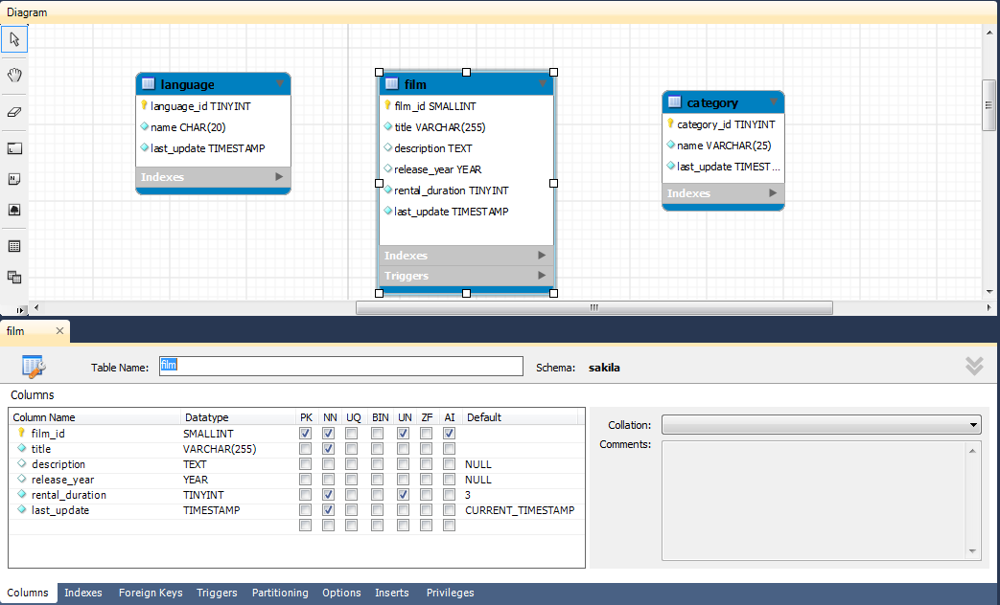 Diagram
language
language_id TINYINT
name CHAR(20)
last_update TIMESTAMP
Indexes
film
film_id SMALLINT
title VARCHAR(255)
description TEXT
release_year YEAR
rental_duration TINYINT
last_update TIMESTAMP
Indexes
Triggers
category
category_id TINYINT
name VARCHAR(25)
last_update TIMEST...
Indexes
film
Table Name: film Schema: sakila
Columns
Column Name Datatype PK NN UQ BIN UN ZF AI Default
film_id SMALLINT
title VARCHAR(255)
description TEXT NULL
release_year YEAR NULL
rental_duration TINYINT 3
last_update TIMESTAMP CURRENT_TIMESTAMP
Collation:
Comments:
Columns Indexes Foreign Keys Triggers Partitioning Options Inserts Privileges